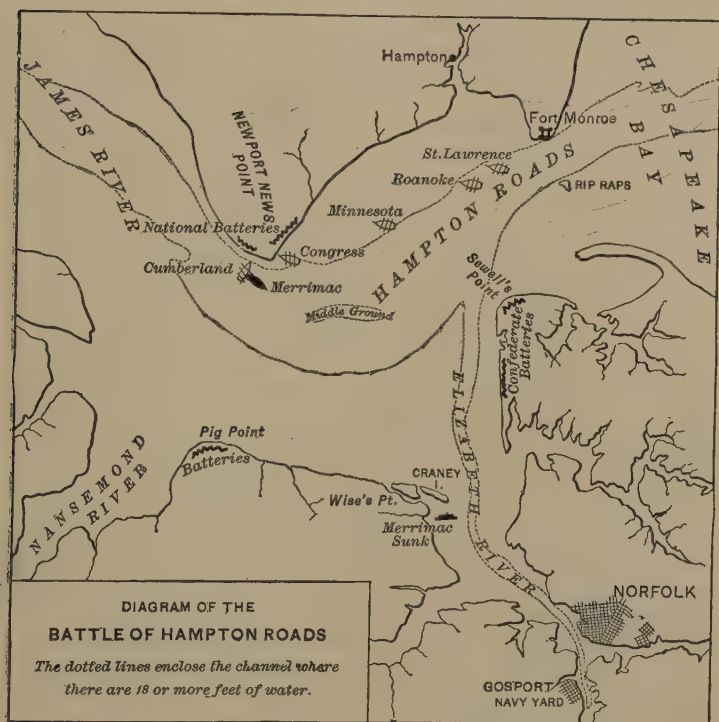 Hampton
CHESAPEAKE
BAY
Fort Monroe
JAMES RIVER
NEWPORT NEWS
POINT
St. Lawrence
Roanoke
HAMPTON ROADS
RIP RAPS
Minnesota
National Batteries
Congress
Cumberland
Merrimac
Sewell's
Point
Middle Ground
Confederate
Batteries
ELIZABETH RIVER
Pig Point
Batteries
NANSEMOND
RIVER
CRANEY
I.
Wise's Pt.
Merrimac
Sunk
NORFOLK
GOSPORT
NAVY YARD
DIAGRAM OF THE
BATTLE OF HAMPTON ROADS
The dotted lines enclose the channel where
there are 18 or more feet of water.